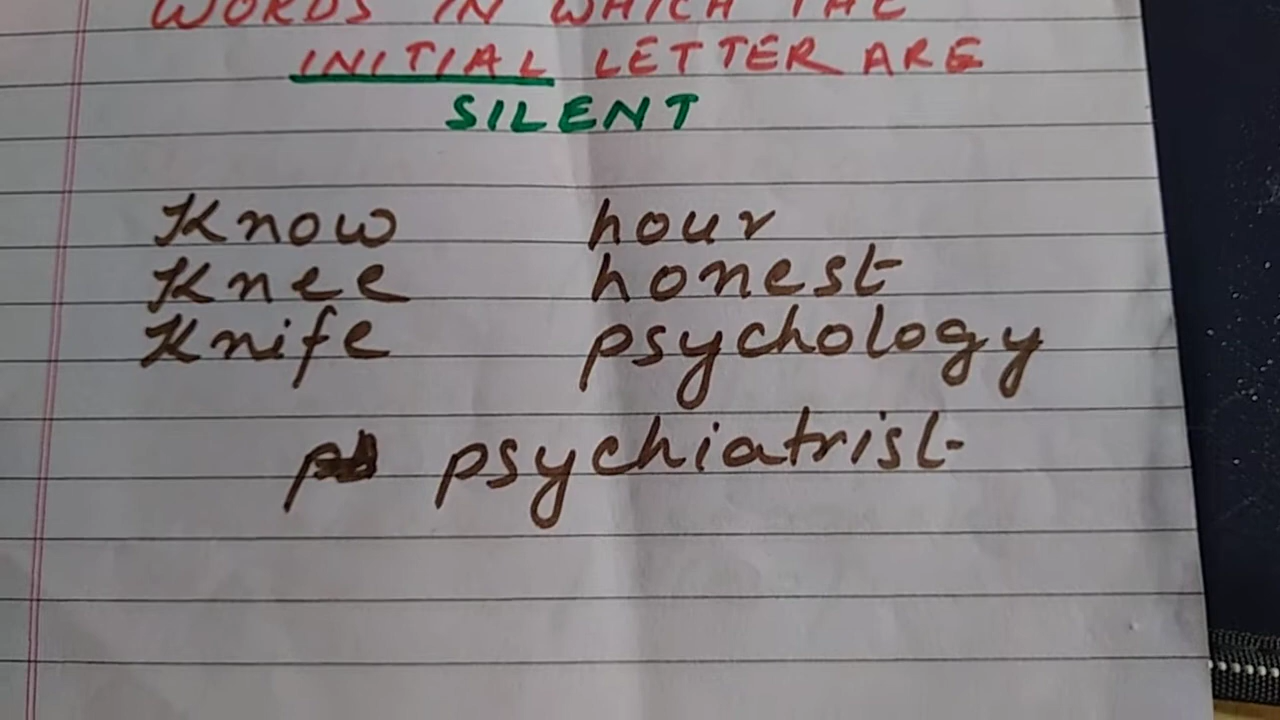 WORDS IN WHICH THE
INITIAL LETTER ARE
SILENT
Know hour
Knee honest
Knife psychology
psychiatrist